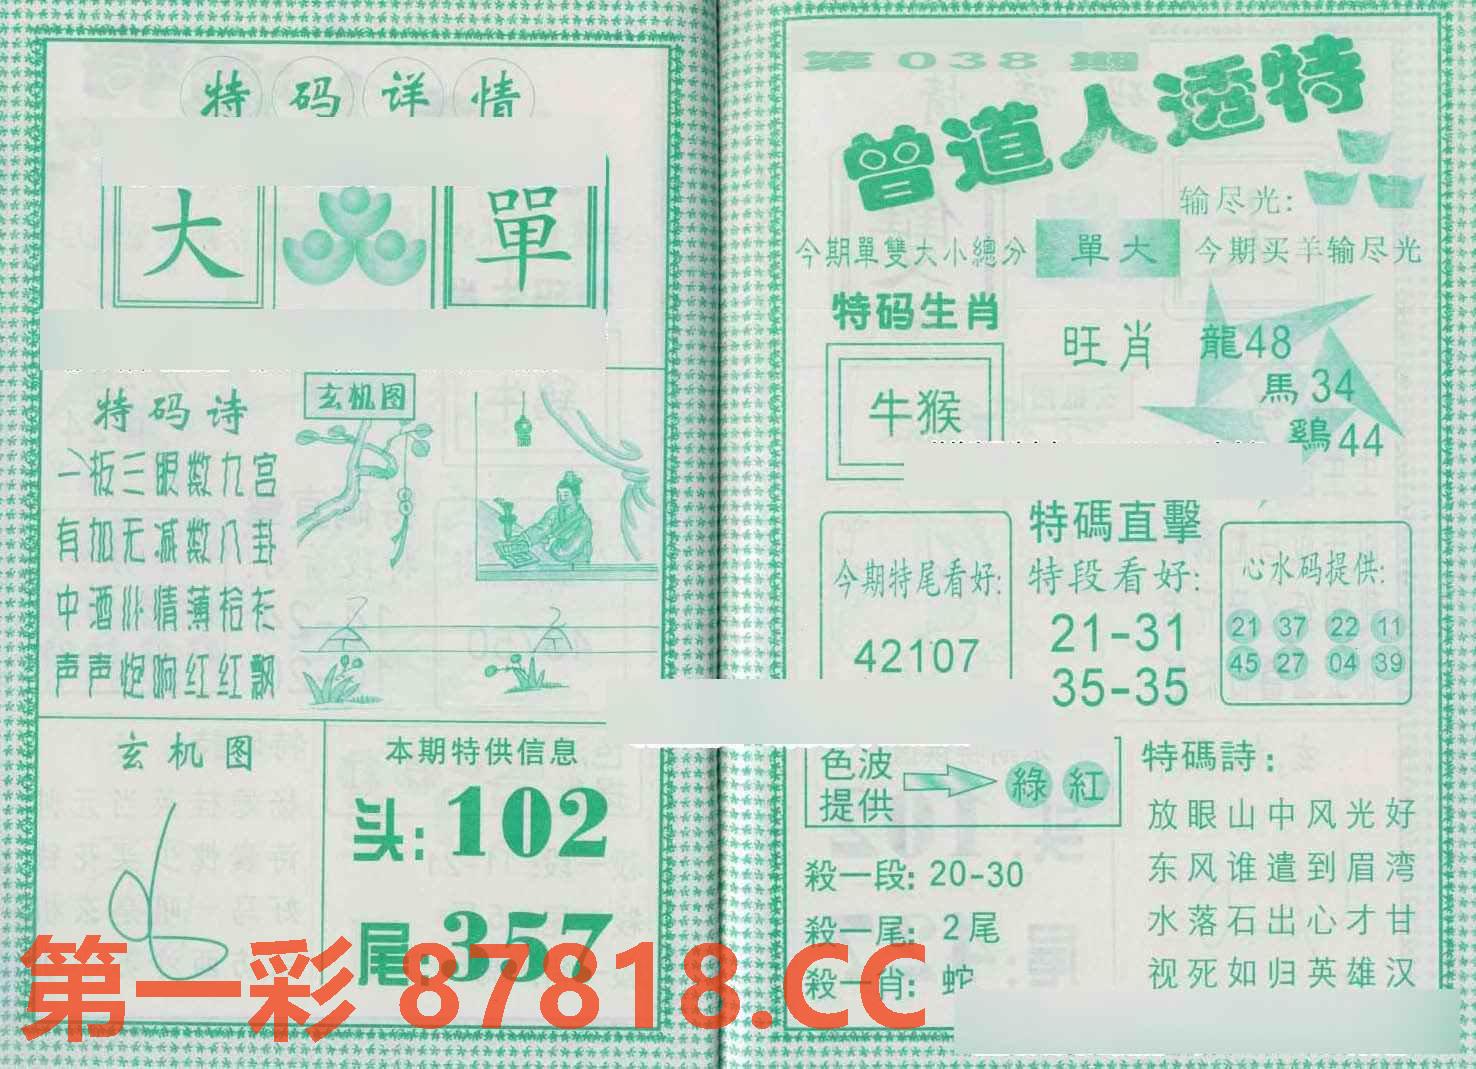 特码详情
大 單
特码诗
玄机图
一板三眼数九宫
有加无减数八卦
中酒心情薄衫
声声炮响红红飘
玄机图
本期特供信息
头:102
尾:357
第038期
曾道人透特
输尽光:
今期單雙大小總分 單大 今期买羊输尽光
特码生肖
牛猴
旺肖 龍48
馬34
鷄44
特碼直擊
今期特尾看好:
42107
特段看好:
21-31
35-35
心水码提供:
21 37 22 11
45 27 04 39
色波
提供
綠 紅
殺一段: 20-30
殺一尾: 2尾
殺一肖: 蛇
特碼詩:
放眼山中风光好
东风谁遣到眉湾
水落石出心才甘
视死如归英雄汉
第一彩 87818.CC